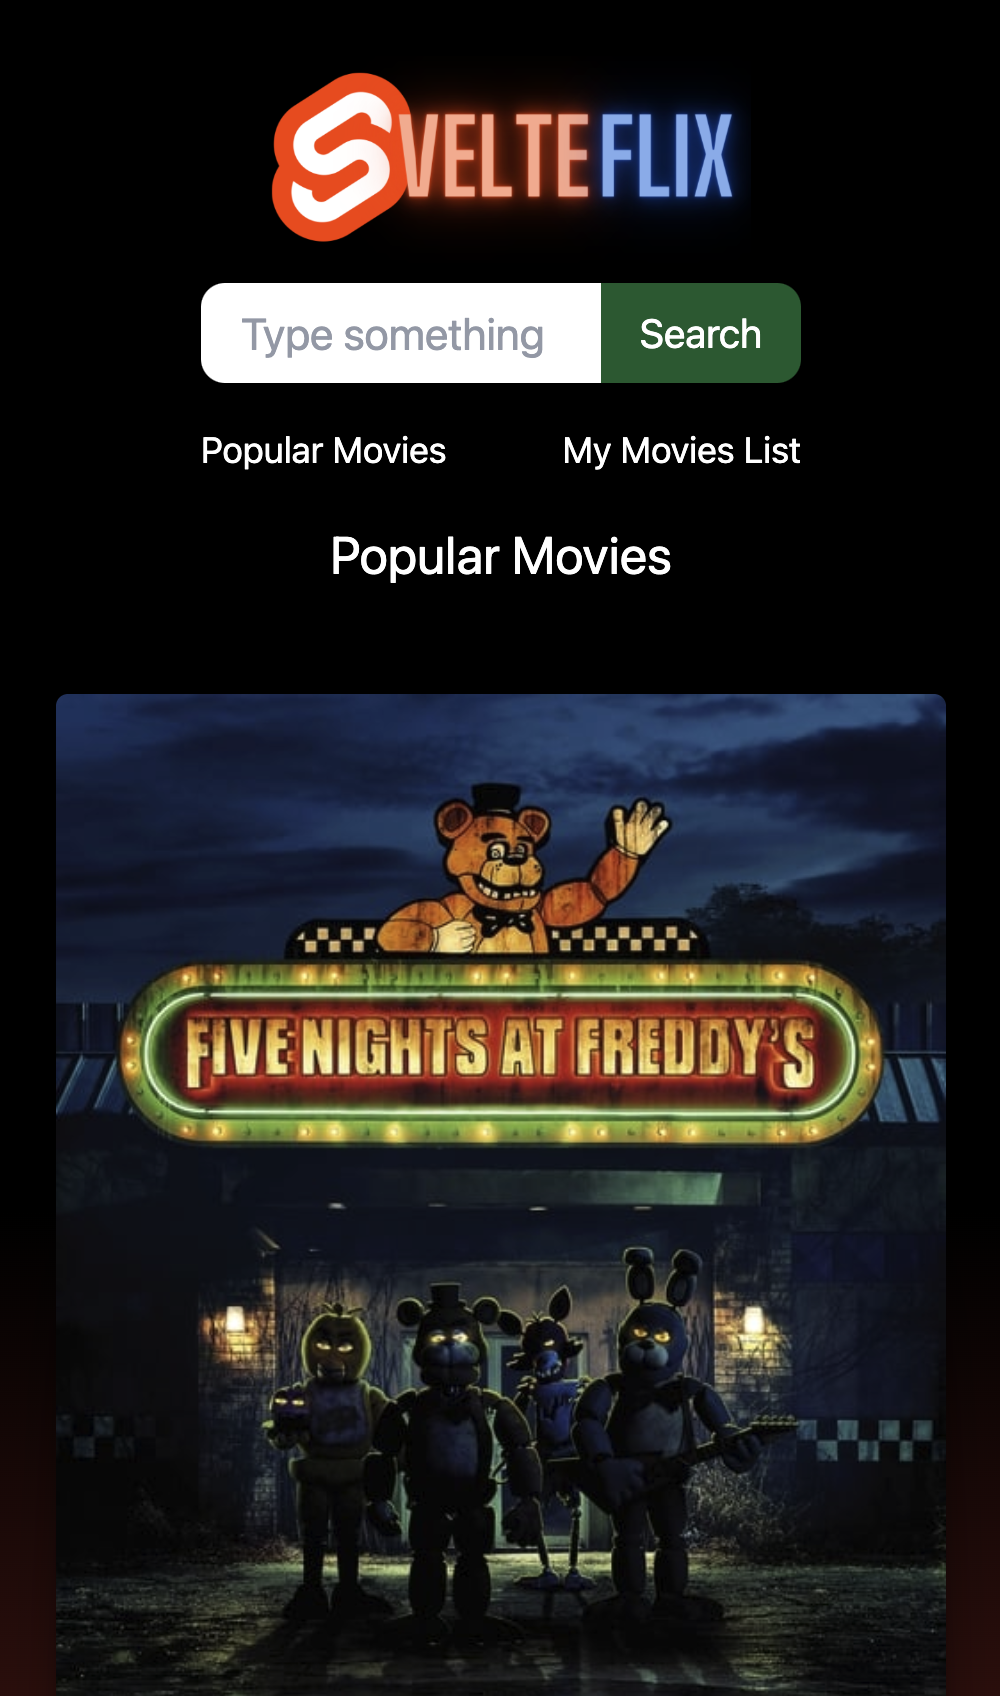 SVELTEFLIX
Type something Search
Popular Movies My Movies List
Popular Movies
FIVE NIGHTS AT FREDDY'S